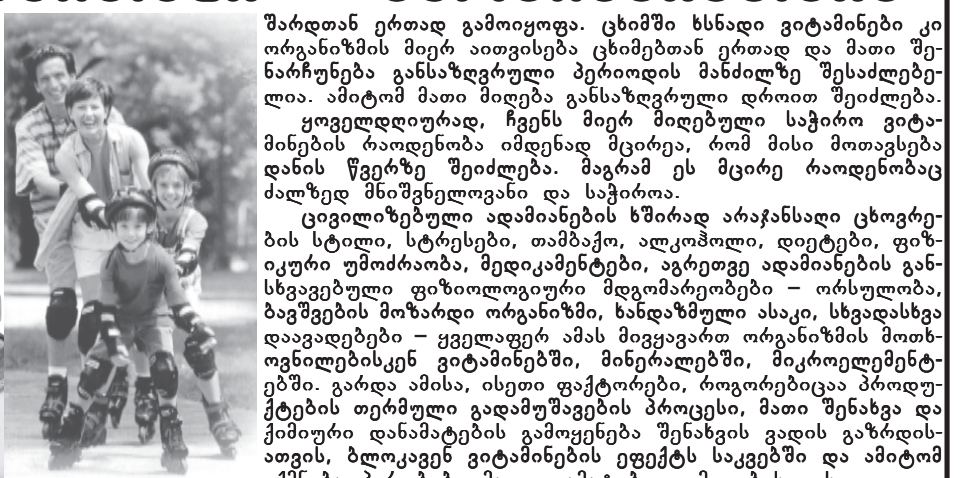 შარდთან ერთად გამოიყოფა. ცხიმში ხსნადი ვიტამინები კი
ორგანიზმის მიერ აითვისება ცხიმებთან ერთად და მათი შე-
ნარჩუნება განსაზღვრული პერიოდის მანძილზე შესაძლებე-
ლია. ამიტომ მათი მიღება განსაზღვრული დროით შეიძლება.
ყოველდღიურად, ჩვენს მიერ მიღებული საჭირო ვიტა-
მინების რაოდენობა იმდენად მცირეა, რომ მისი მოთავსება
დანის წვერზე შეიძლება. მაგრამ ეს მცირე რაოდენობაც
ძალზედ მნიშვნელოვანი და საჭიროა.
ცივილიზებული ადამიანების ხშირად არაჯანსაღი ცხოვრე-
ბის სტილი, სტრესები, თამბაქო, ალკოჰოლი, დიეტები, ფიზ-
იკური უმოძრაობა, მედიკამენტები, აგრეთვე ადამიანების გან-
სხვავებული ფიზიოლოგიური მდგომარეობები – ორსულობა,
ბავშვების მოზარდი ორგანიზმი, ხანდაზმული ასაკი, სხვადასხვა
დაავადებები – ყველაფერ ამას მივყავართ ორგანიზმის მოთხ-
ოვნილებისკენ ვიტამინებში, მინერალებში, მიკროელემენტ-
ებში. გარდა ამისა, ისეთი ფაქტორები, როგორებიცაა პროდუ-
ქტების თერმული გადამუშავების პროცესი, მათი შენახვა და
ქიმიური დანამატების გამოყენება შენახვის ვადის გაზრდის-
ათვის, ბლოკავენ ვიტამინების ეფექტს საკვებში და ამიტომ